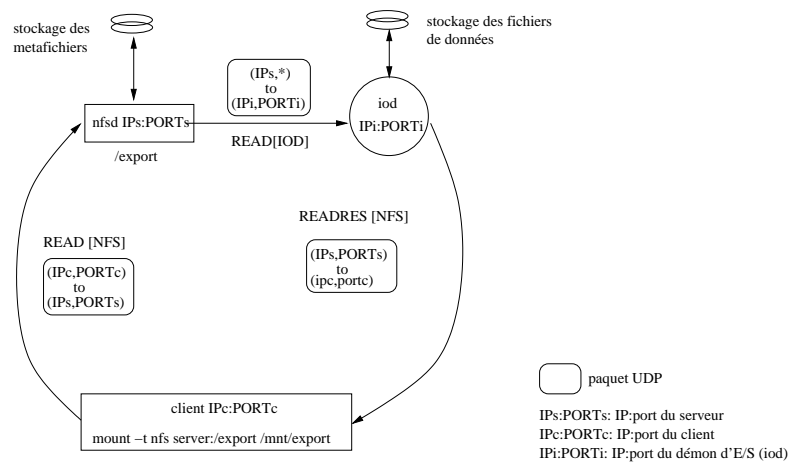 stockage des
metafichiers
stockage des fichiers
de données
(IPs,*)
to
(IPi,PORTi)
nfsd IPs:PORTs
/export
READ[IOD]
iod
IPi:PORTi
READ [NFS]
(IPc,PORTc)
to
(IPs,PORTs)
READRES [NFS]
(IPs,PORTs)
to
(ipc,portc)
client IPc:PORTc
mount −t nfs server:/export /mnt/export
paquet UDP
IPs:PORTs: IP:port du serveur
IPc:PORTc: IP:port du client
IPi:PORTi: IP:port du démon d'E/S (iod)